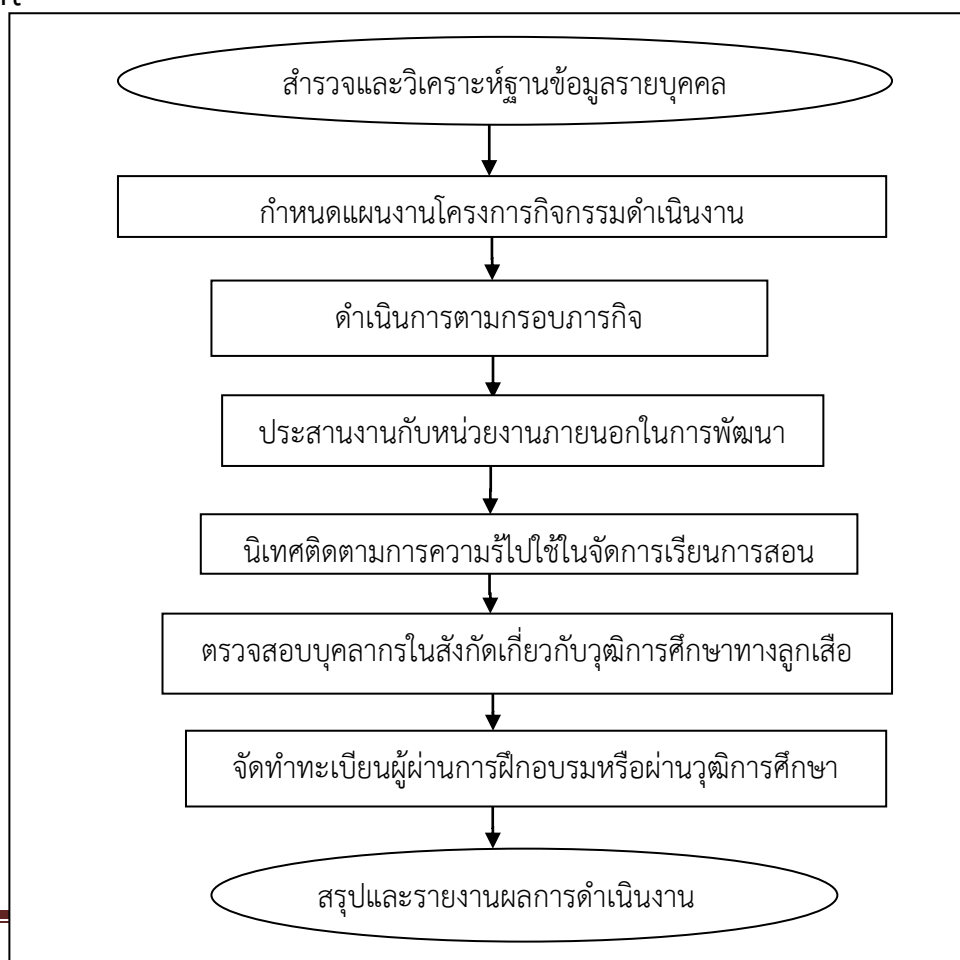 สำรวจและวิเคราะห์ฐานข้อมูลรายบุคคล
กำหนดแผนงานโครงการกิจกรรมดำเนินงาน
ดำเนินการตามกรอบภารกิจ
ประสานงานกับหน่วยงานภายนอกในการพัฒนา
นิเทศติดตามการความรู้ไปใช้ในจัดการเรียนการสอน
ตรวจสอบบุคลากรในสังกัดเกี่ยวกับวุฒิการศึกษาทางลูกเสือ
จัดทำทะเบียนผู้ผ่านการฝึกอบรมหรือผ่านวุฒิการศึกษา
สรุปและรายงานผลการดำเนินงาน